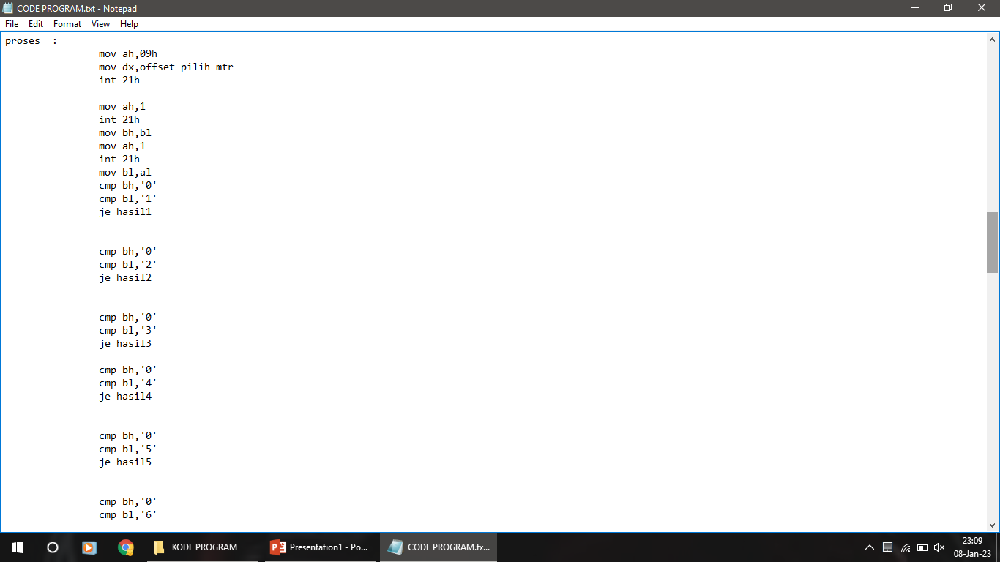 CODE PROGRAM.txt - Notepad
File Edit Format View Help
proses  :
mov ah,09h
mov dx,offset pilih_mtr
int 21h
mov ah,1
int 21h
mov bh,bl
mov ah,1
int 21h
mov bl,al
cmp bh,'0'
cmp bl,'1'
je hasil1
cmp bh,'0'
cmp bl,'2'
je hasil2
cmp bh,'0'
cmp bl,'3'
je hasil3
cmp bh,'0'
cmp bl,'4'
je hasil4
cmp bh,'0'
cmp bl,'5'
je hasil5
cmp bh,'0'
cmp bl,'6'
KODE PROGRAM
Presentation1 - Po...
CODE PROGRAM.tx...
23:09
08-Jan-23